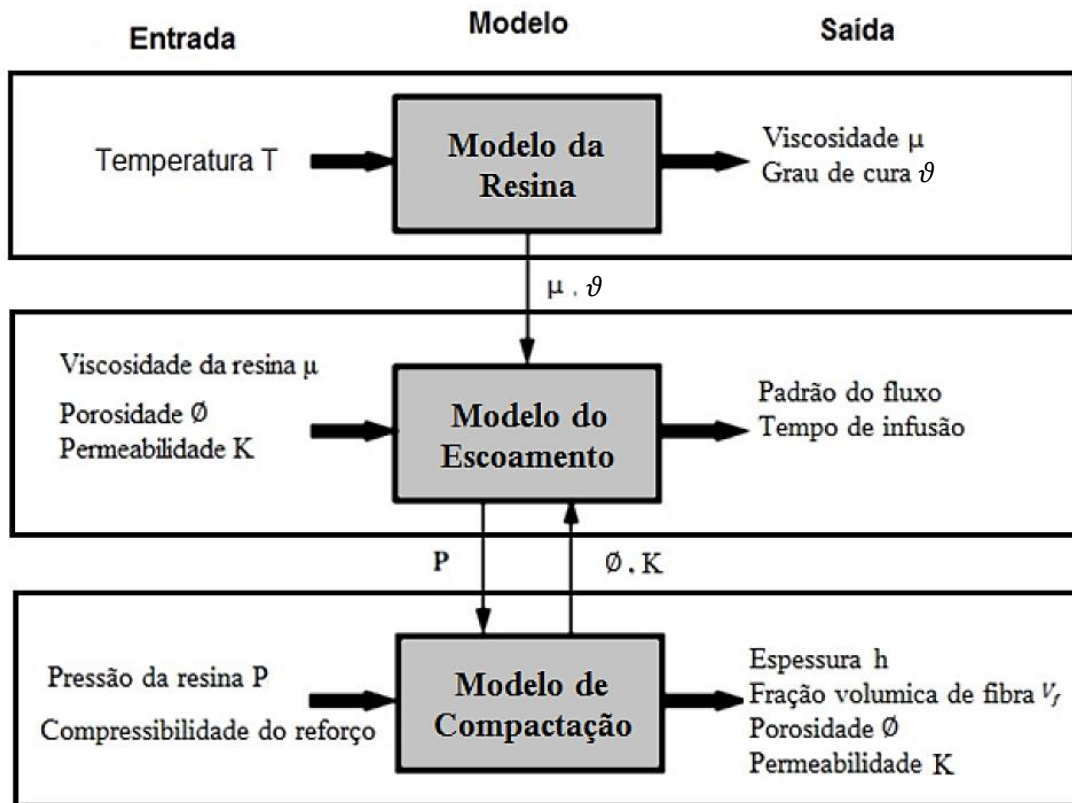 Entrada
Modelo
Saída
Temperatura T
Modelo da
Resina
Viscosidade μ
Grau de cura ϑ
μ . ϑ
Viscosidade da resina μ
Porosidade Ø
Permeabilidade K
Modelo do
Escoamento
Padrão do fluxo
Tempo de infusão
P
Ø . K
Pressão da resina P
Compressibilidade do reforço
Modelo de
Compactação
Espessura h
Fração volumica de fibra V_f
Porosidade Ø
Permeabilidade K